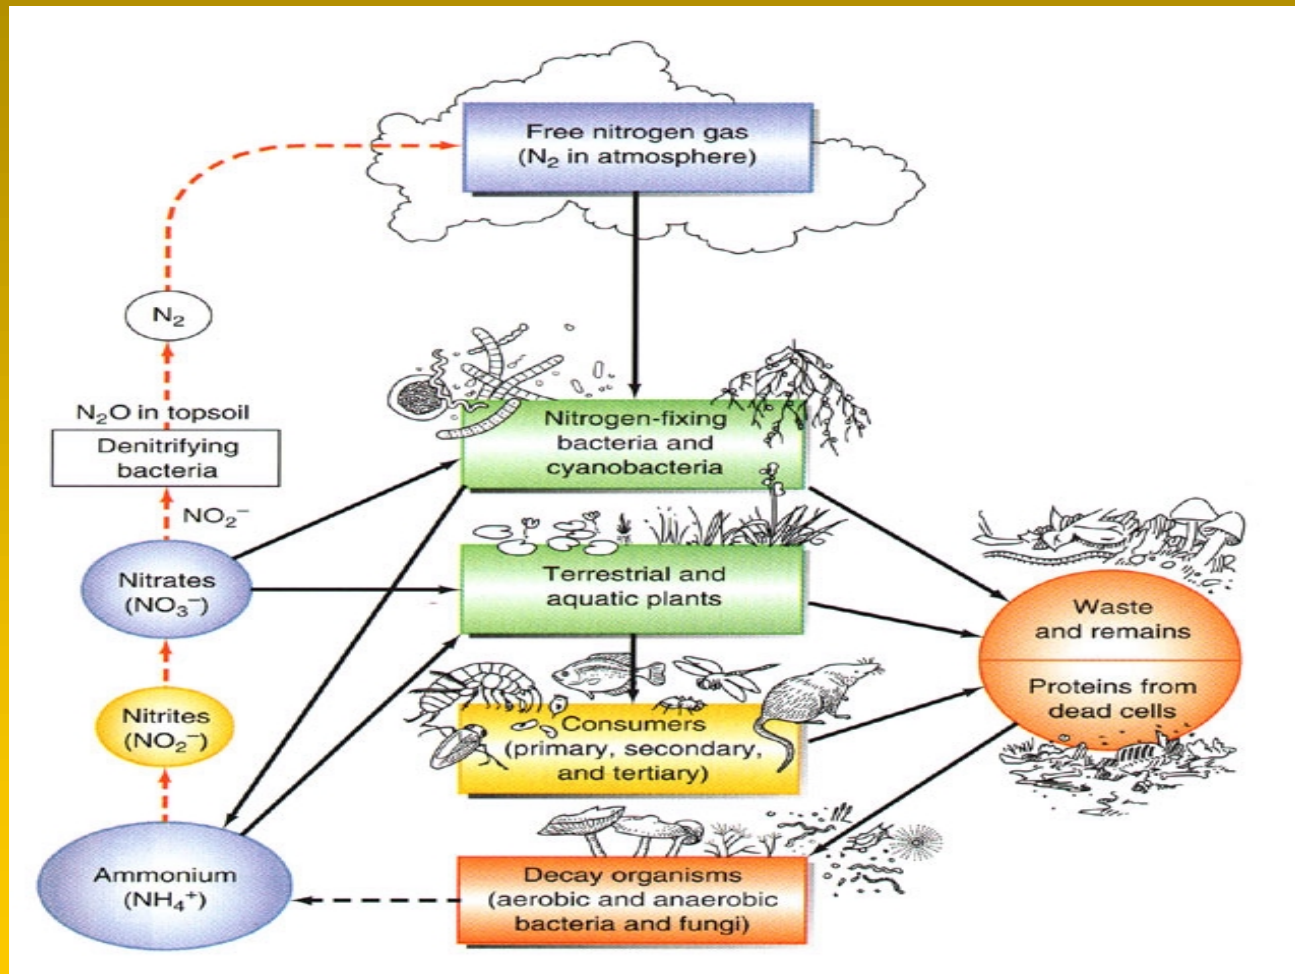 Free nitrogen gas
(N₂ in atmosphere)
N₂
N₂O in topsoil
Denitrifying
bacteria
NO₂⁻
Nitrogen-fixing
bacteria and
cyanobacteria
Nitrates
(NO₃⁻)
Terrestrial and
aquatic plants
Waste
and remains
Proteins from
dead cells
Nitrites
(NO₂⁻)
Consumers
(primary, secondary,
and tertiary)
Ammonium
(NH₄⁺)
Decay organisms
(aerobic and anaerobic
bacteria and fungi)